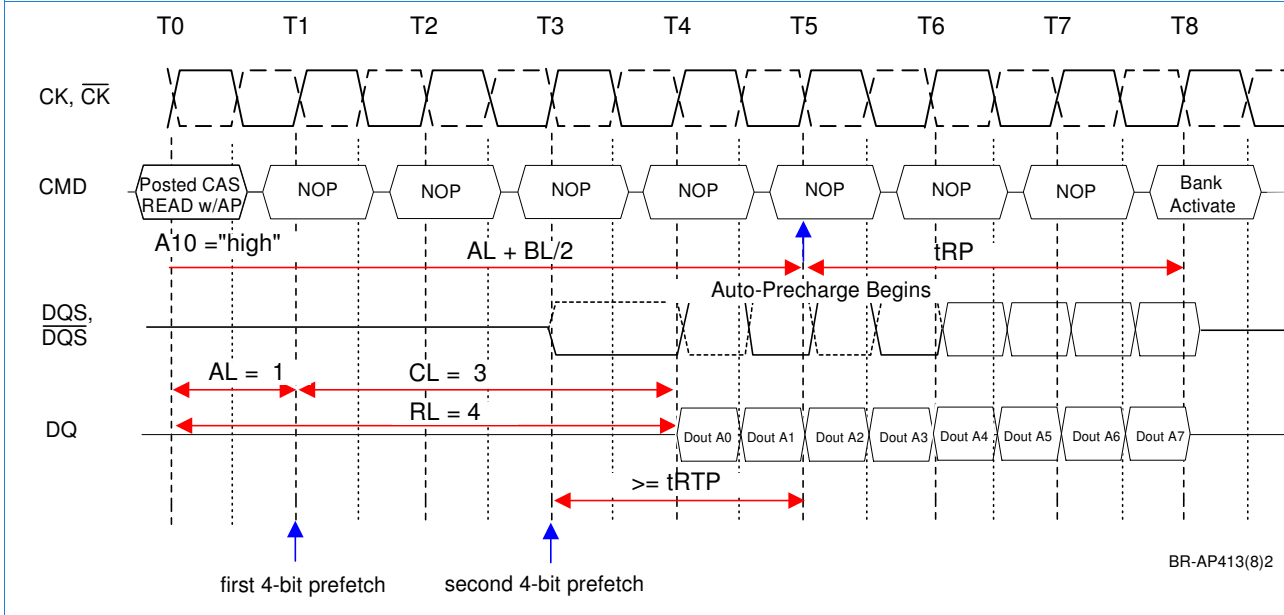 T0 T1 T2 T3 T4 T5 T6 T7 T8
CK, CK
CMD
Posted CAS
READ w/AP
NOP NOP NOP NOP NOP NOP NOP
Bank
Activate
A10 ="high"
AL + BL/2
tRP
Auto-Precharge Begins
DQS,
DQS
AL = 1
CL = 3
RL = 4
DQ
Dout A0 Dout A1 Dout A2 Dout A3 Dout A4 Dout A5 Dout A6 Dout A7
>= tRTP
first 4-bit prefetch
second 4-bit prefetch
BR-AP413(8)2